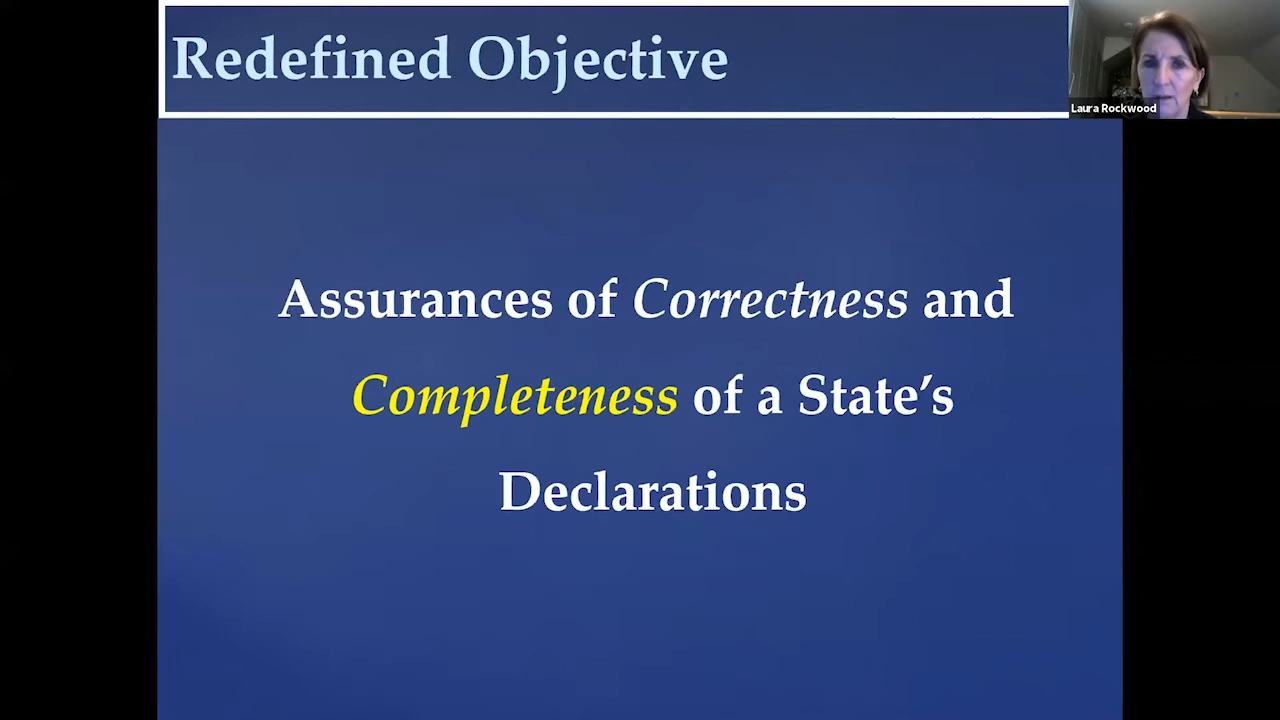 Redefined Objective
Laura Rockwood
Assurances of Correctness and
Completeness of a State’s
Declarations